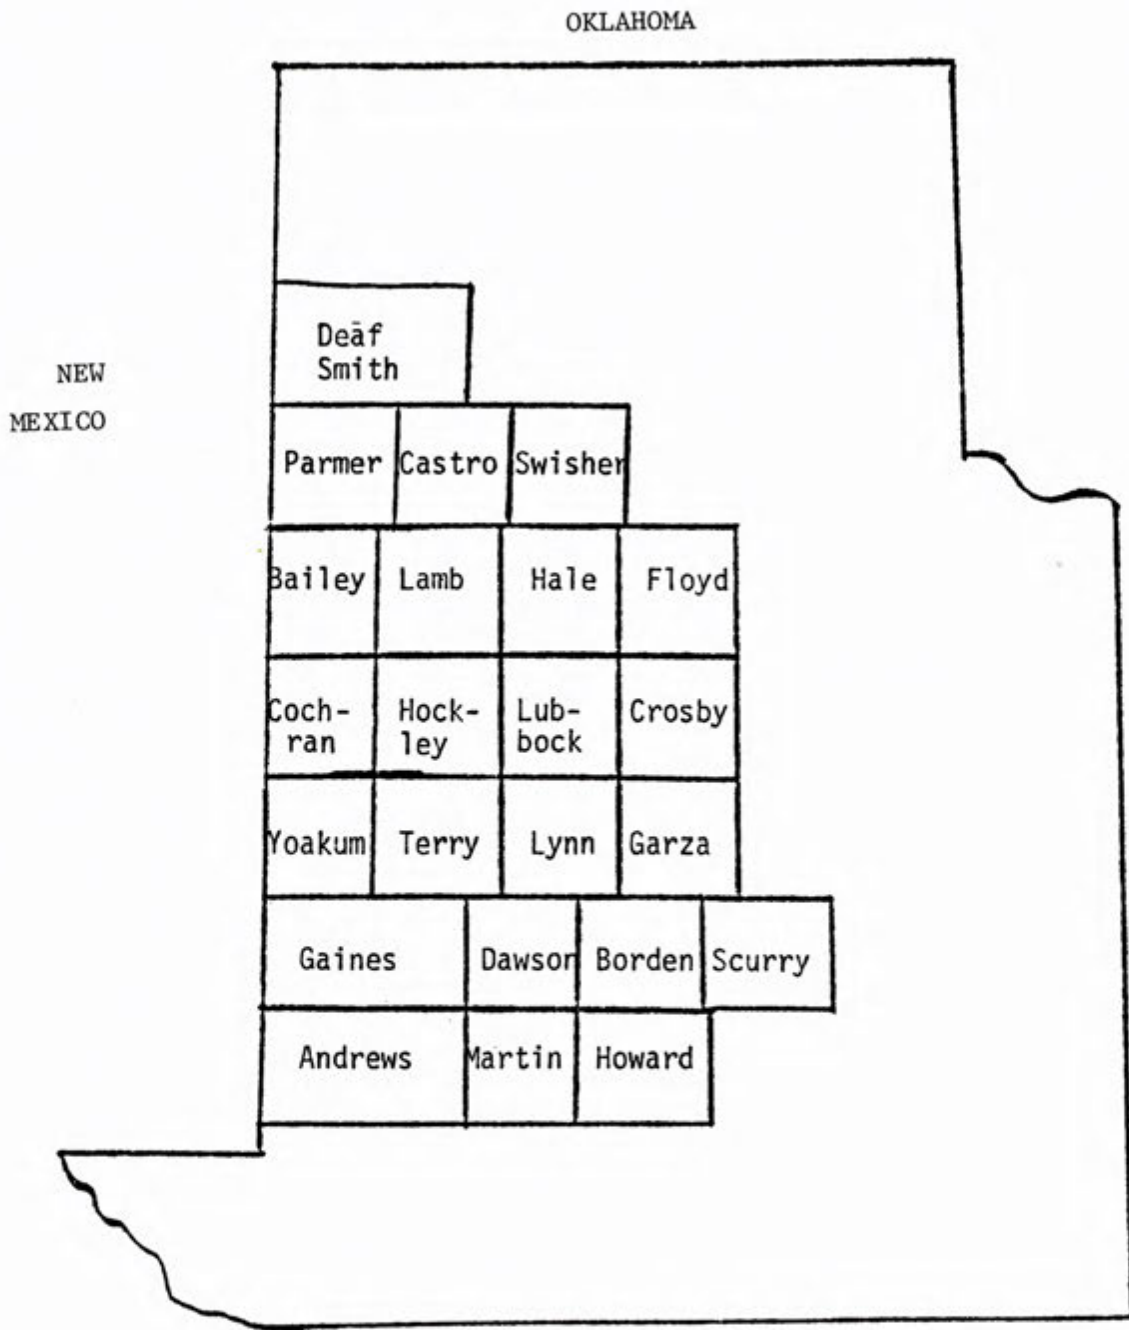 OKLAHOMA
NEW
MEXICO
Deaf
Smith
Parmer Castro Swisher
Bailey Lamb Hale Floyd
Coch- Hock- Lub- Crosby
ran ley bock
Yoakum Terry Lynn Garza
Gaines Dawson Borden Scurry
Andrews Martin Howard